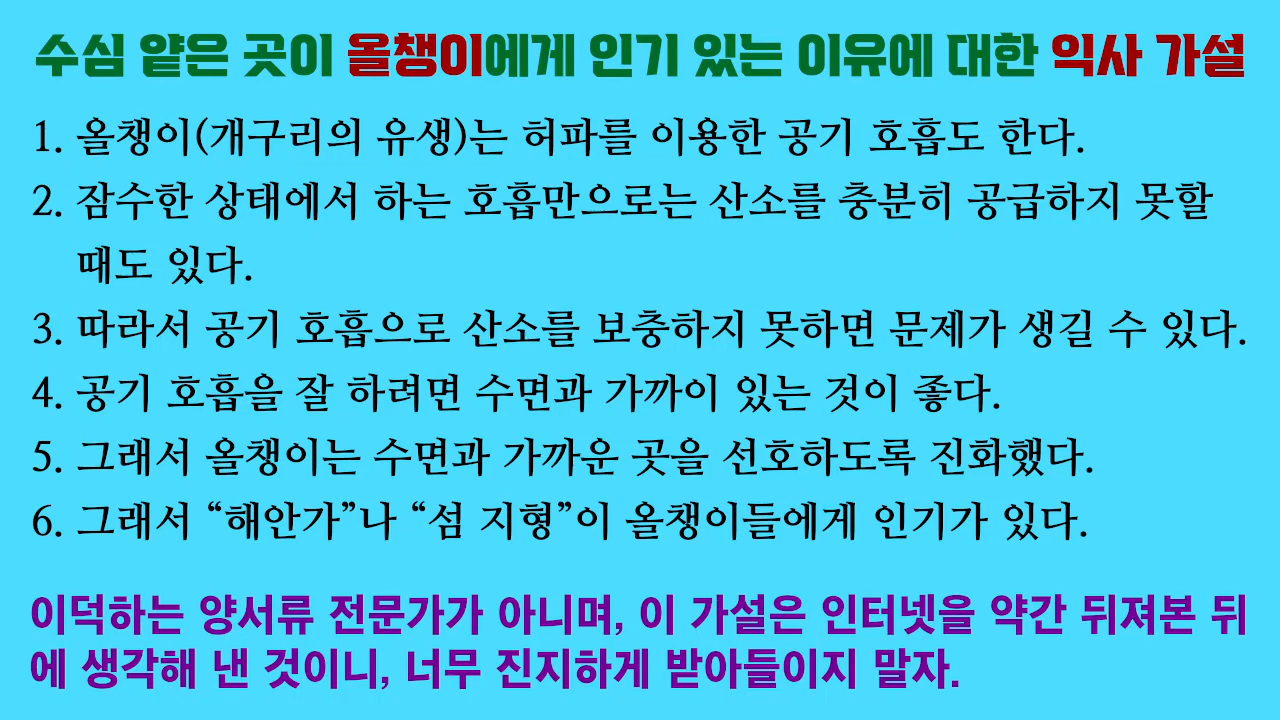 수심 얕은 곳이 올챙이에게 인기 있는 이유에 대한 익사 가설
1. 올챙이(개구리의 유생)는 허파를 이용한 공기 호흡도 한다.
2. 잠수한 상태에서 하는 호흡만으로는 산소를 충분히 공급하지 못할
때도 있다.
3. 따라서 공기 호흡으로 산소를 보충하지 못하면 문제가 생길 수 있다.
4. 공기 호흡을 잘 하려면 수면과 가까이 있는 것이 좋다.
5. 그래서 올챙이는 수면과 가까운 곳을 선호하도록 진화했다.
6. 그래서 “해안가”나 “섬 지형”이 올챙이들에게 인기가 있다.
이덕하는 양서류 전문가가 아니며, 이 가설은 인터넷을 약간 뒤져본 뒤
에 생각해 낸 것이니, 너무 진지하게 받아들이지 말자.